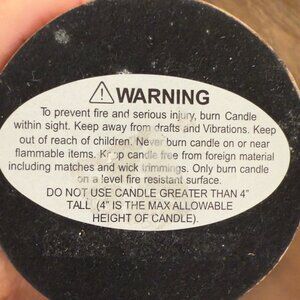 ⚠ WARNING
To prevent fire and serious injury, burn Candle
within sight. Keep away from drafts and Vibrations. Keep
out of reach of children. Never burn candle on or near
flammable items. Keep candle free from foreign material
including matches and wick trimmings. Only burn candle
on a level fire resistant surface.
DO NOT USE CANDLE GREATER THAN 4”
TALL (4” IS THE MAX ALLOWABLE
HEIGHT OF CANDLE).